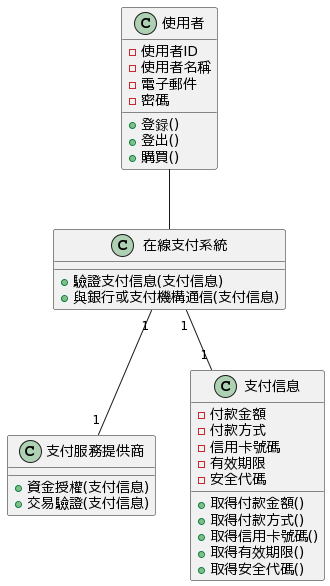 C 使用者
使用者ID
使用者名稱
電子郵件
密碼
登錄()
登出()
購買()
C 在線支付系統
驗證支付信息(支付信息)
與銀行或支付機構通信(支付信息)
1 1
1
1
C 支付信息
付款金額
付款方式
信用卡號碼
有效期限
安全代碼
取得付款金額()
取得付款方式()
取得信用卡號碼()
取得有效期限()
取得安全代碼()
C 支付服務提供商
資金授權(支付信息)
交易驗證(支付信息)